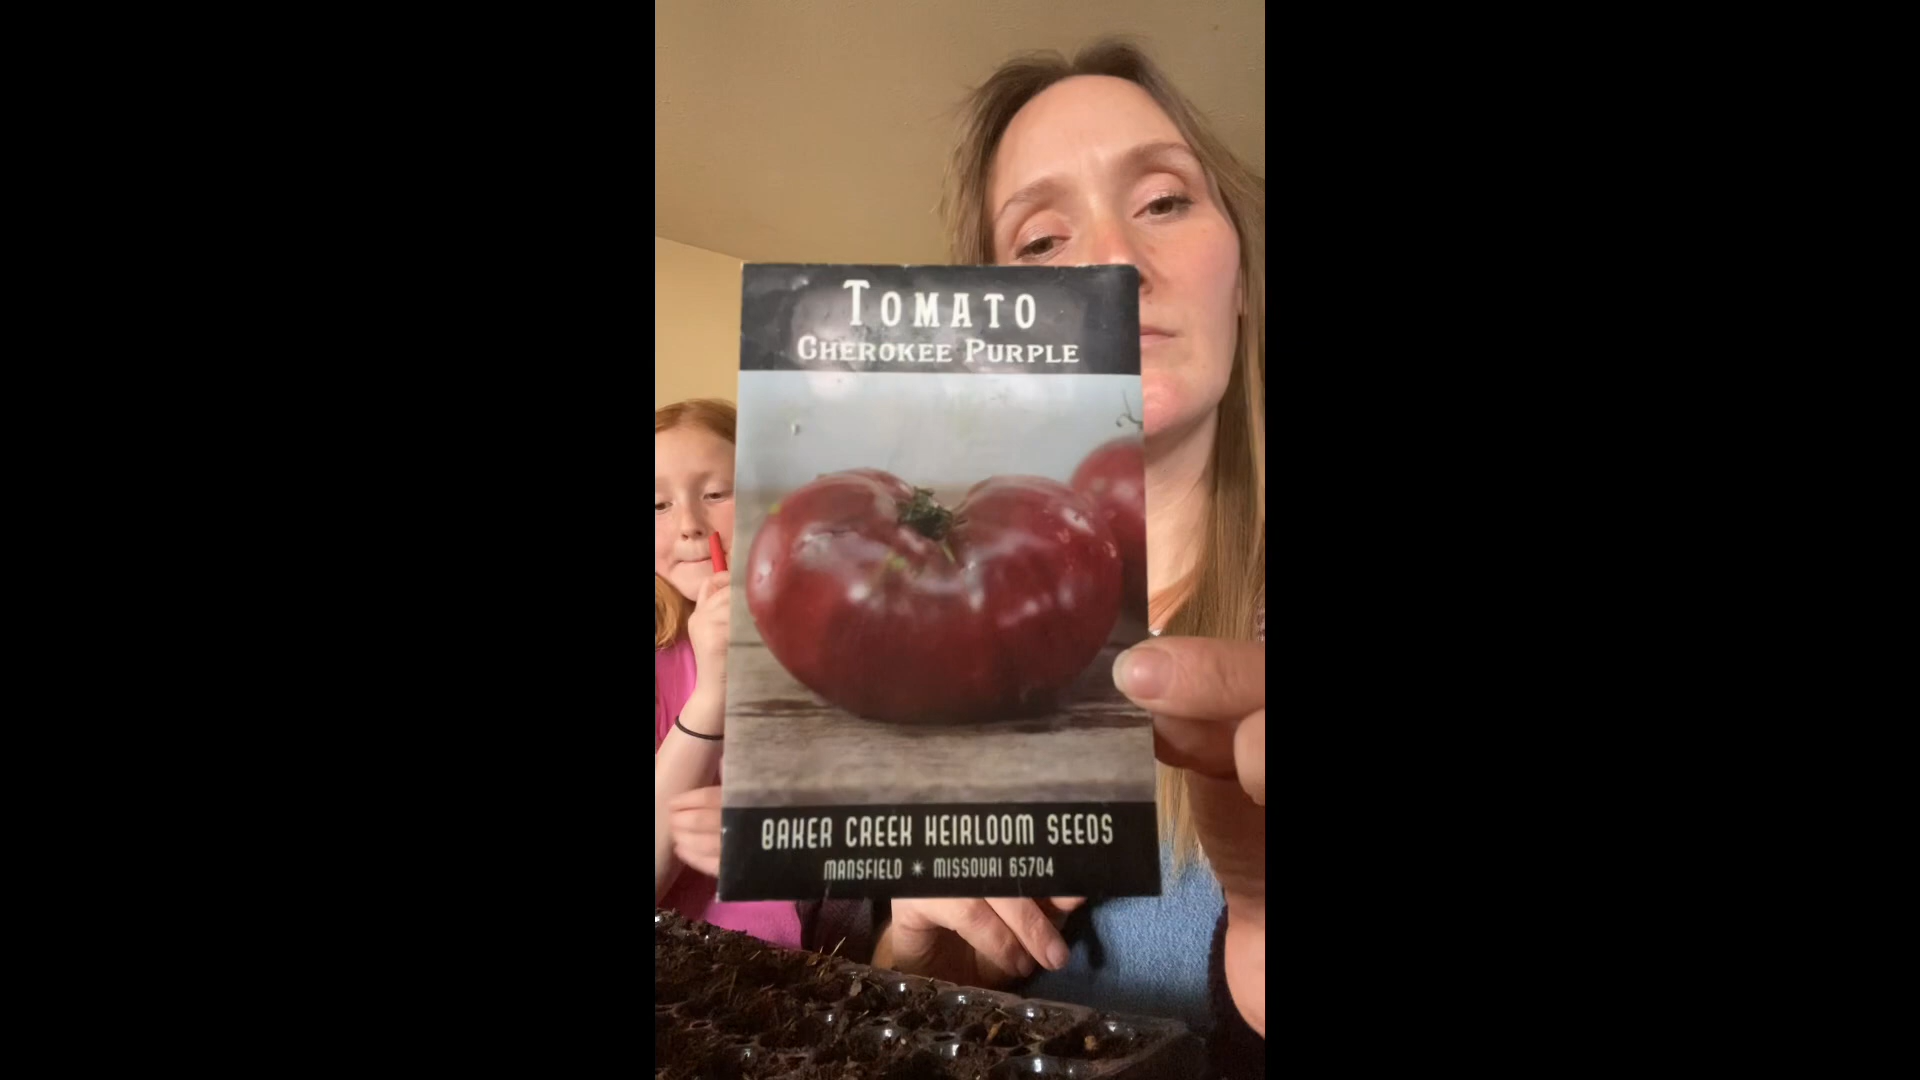 TOMATO
CHEROKEE PURPLE
BAKER CREEK HEIRLOOM SEEDS
MANSFIELD * MISSOURI 65704